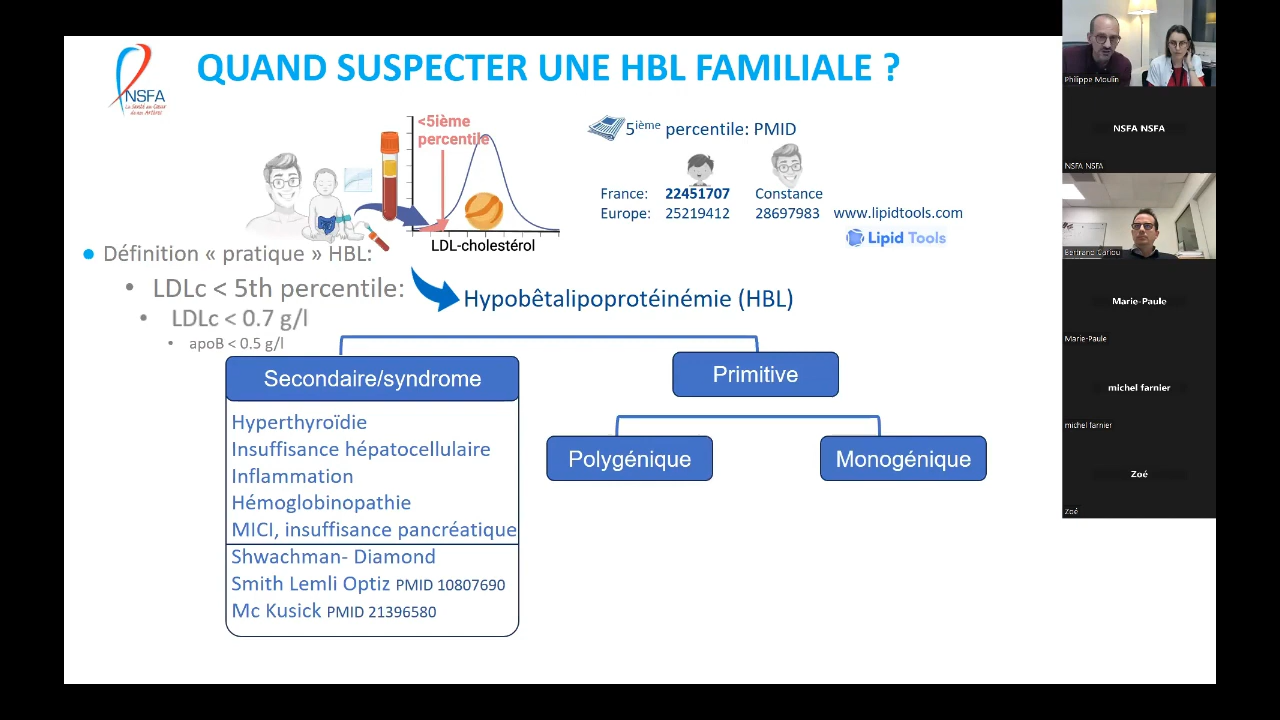 QUAND SUSPECTER UNE HBL FAMILIALE ?
NSFA
La Santé au Cœur
de nos Artères
<5ième
percentile
LDL-cholestérol
5ième percentile: PMID
France: 22451707 Constance
Europe: 25219412 28697983 www.lipidtools.com
Lipid Tools
Définition « pratique » HBL:
• LDLc < 5th percentile:
• LDLc < 0.7 g/l
• apoB < 0.5 g/l
Hypobêtalipoprotéinémie (HBL)
Secondaire/syndrome
Hyperthyroïdie
Insuffisance hépatocellulaire
Inflammation
Hémoglobinopathie
MICI, insuffisance pancréatique
Shwachman- Diamond
Smith Lemli Optiz PMID 10807690
Mc Kusick PMID 21396580
Primitive
Polygénique
Monogénique
Philippe Moulin
NSFA NSFA
NSFA NSFA
Bertrand Cariou
Marie-Paule
Marie-Paule
michel farnier
michel farnier
Zoé
Zoé